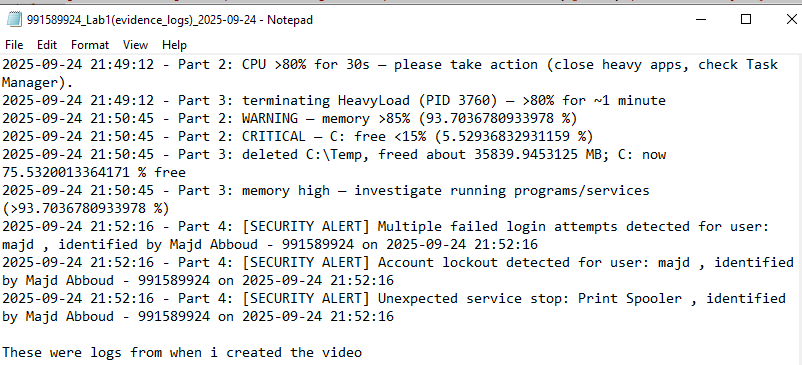 991589924_Lab1(evidence_logs)_2025-09-24 - Notepad
File Edit Format View Help
2025-09-24 21:49:12 - Part 2: CPU >80% for 30s — please take action (close heavy apps, check Task
Manager).
2025-09-24 21:49:12 - Part 3: terminating HeavyLoad (PID 3760) — >80% for ~1 minute
2025-09-24 21:50:45 - Part 2: WARNING — memory >85% (93.7036780933978 %)
2025-09-24 21:50:45 - Part 2: CRITICAL — C: free <15% (5.52936832931159 %)
2025-09-24 21:50:45 - Part 3: deleted C:\Temp, freed about 35839.9453125 MB; C: now
75.5320013364171 % free
2025-09-24 21:50:45 - Part 3: memory high — investigate running programs/services
(>93.7036780933978 %)
2025-09-24 21:52:16 - Part 4: [SECURITY ALERT] Multiple failed login attempts detected for user:
majd , identified by Majd Abboud - 991589924 on 2025-09-24 21:52:16
2025-09-24 21:52:16 - Part 4: [SECURITY ALERT] Account lockout detected for user: majd , identified
by Majd Abboud - 991589924 on 2025-09-24 21:52:16
2025-09-24 21:52:16 - Part 4: [SECURITY ALERT] Unexpected service stop: Print Spooler , identified
by Majd Abboud - 991589924 on 2025-09-24 21:52:16
These were logs from when i created the video